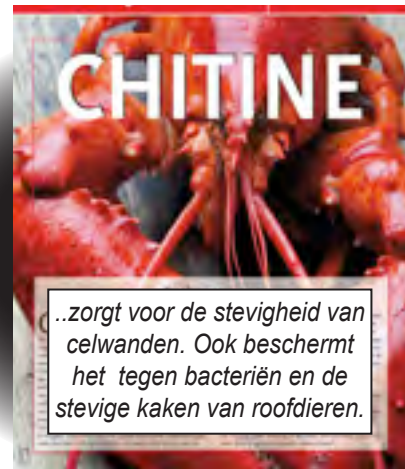 CHITINE
..zorgt voor de stevigheid van
celwanden. Ook beschermt
het tegen bacteriën en de
stevige kaken van roofdieren.